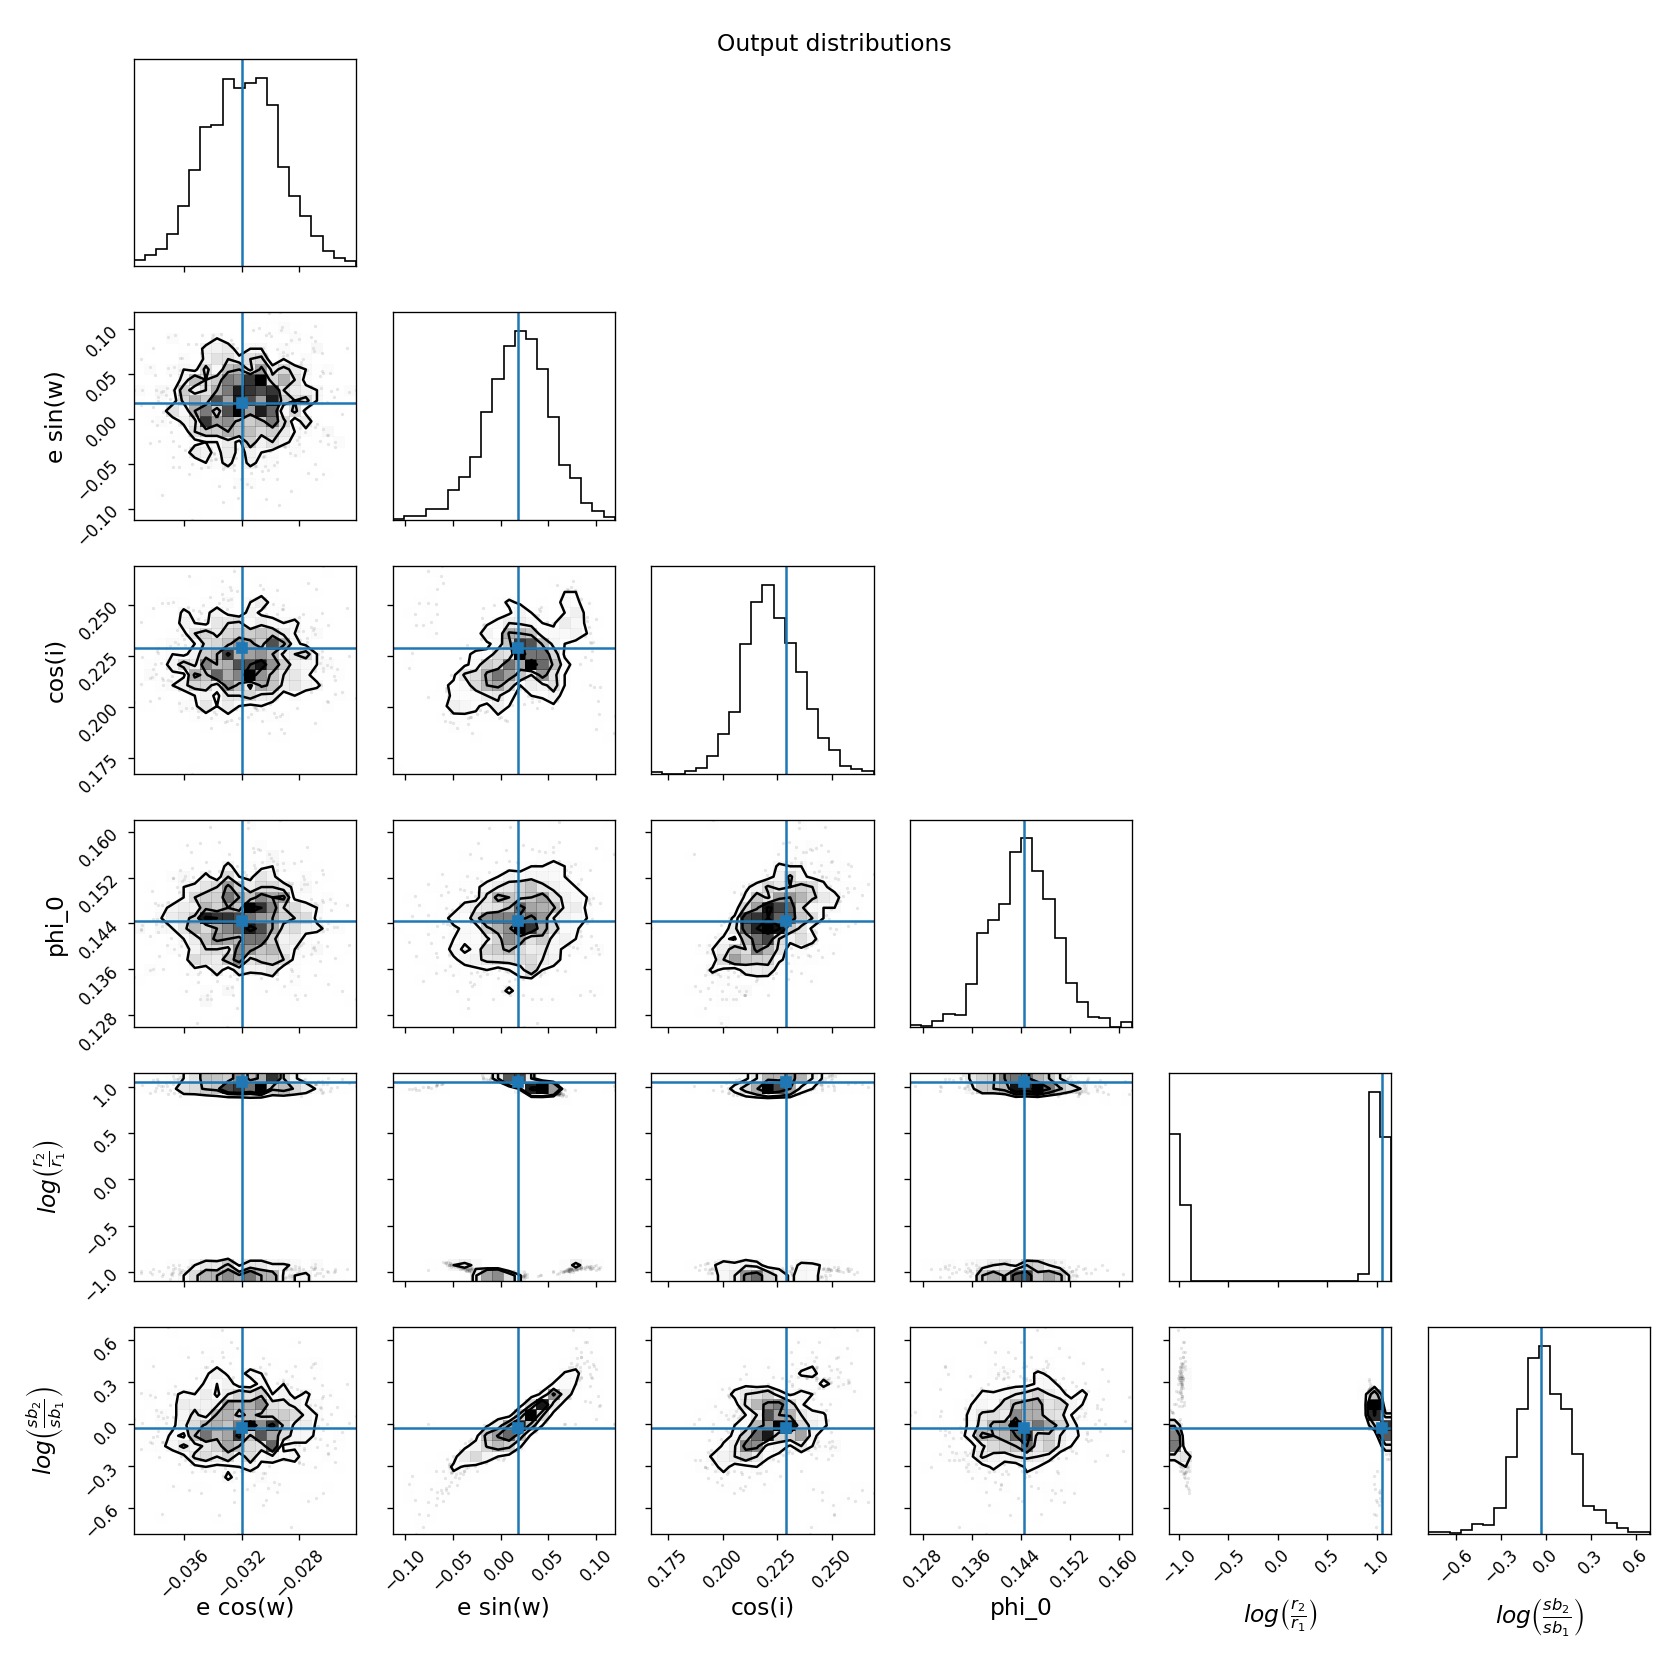 Output distributions
0.10
0.05
0.00
−0.05
−0.10
e sin(w)
0.250
0.225
0.200
0.175
cos(i)
0.160
0.152
0.144
0.136
0.128
phi_0
1.0
0.5
0.0
−0.5
−1.0
log(r₂/r₁)
0.6
0.3
0.0
−0.3
−0.6
log(sb₂/sb₁)
−0.036 −0.032 −0.028
−0.10 −0.05 0.00 0.05 0.10
0.175 0.200 0.225 0.250
0.128 0.136 0.144 0.152 0.160
−1.0 −0.5 0.0 0.5 1.0
−0.6 −0.3 0.0 0.3 0.6
e cos(w)
e sin(w)
cos(i)
phi_0
log(r₂/r₁)
log(sb₂/sb₁)